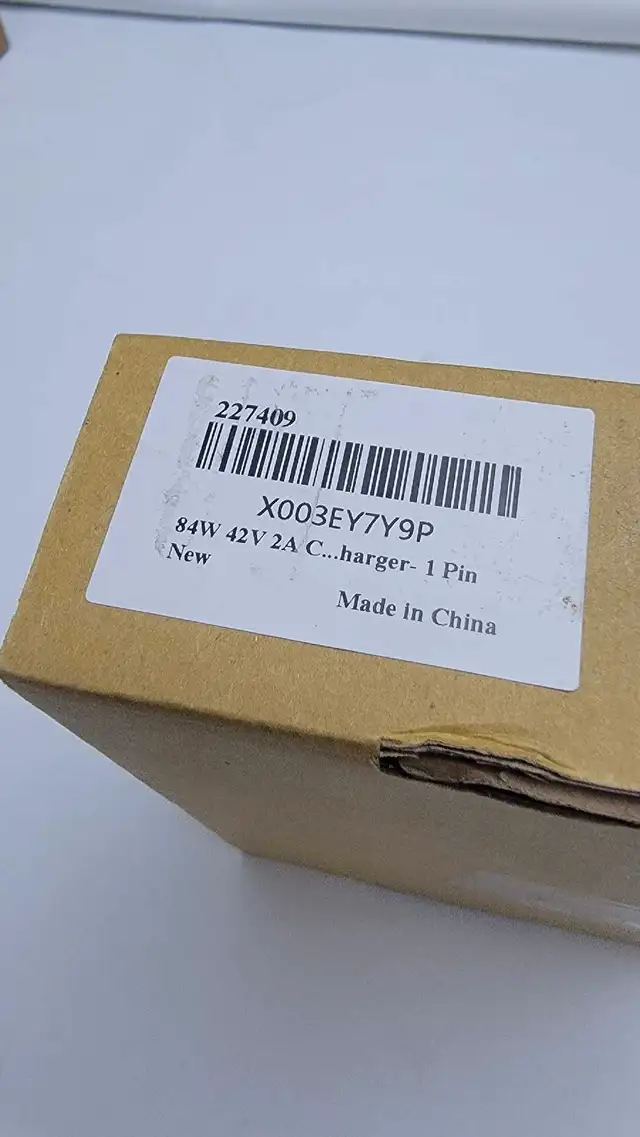 227409
X003EY7Y9P
84W 42V 2A C...harger- 1 Pin
New
Made in China